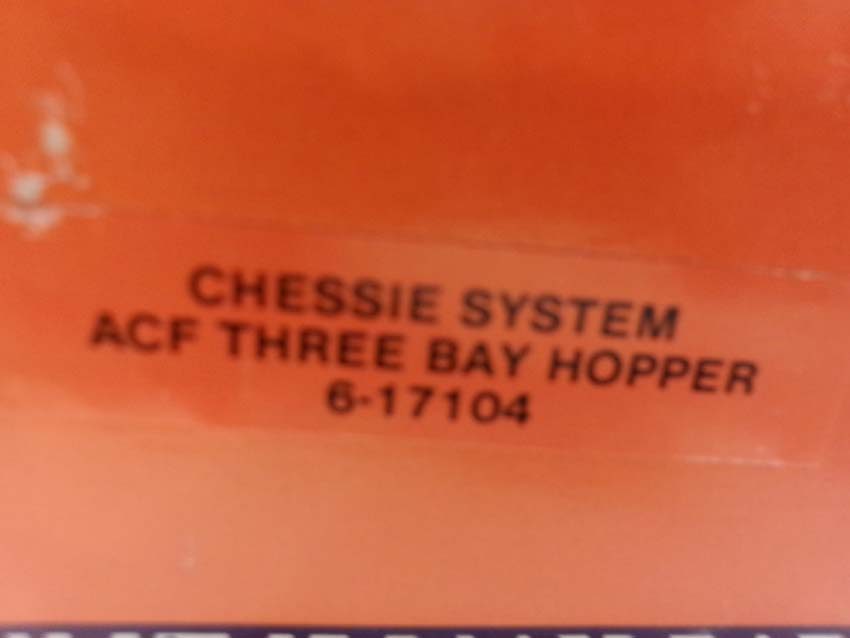 CHESSIE SYSTEM
ACF THREE BAY HOPPER
6-17104